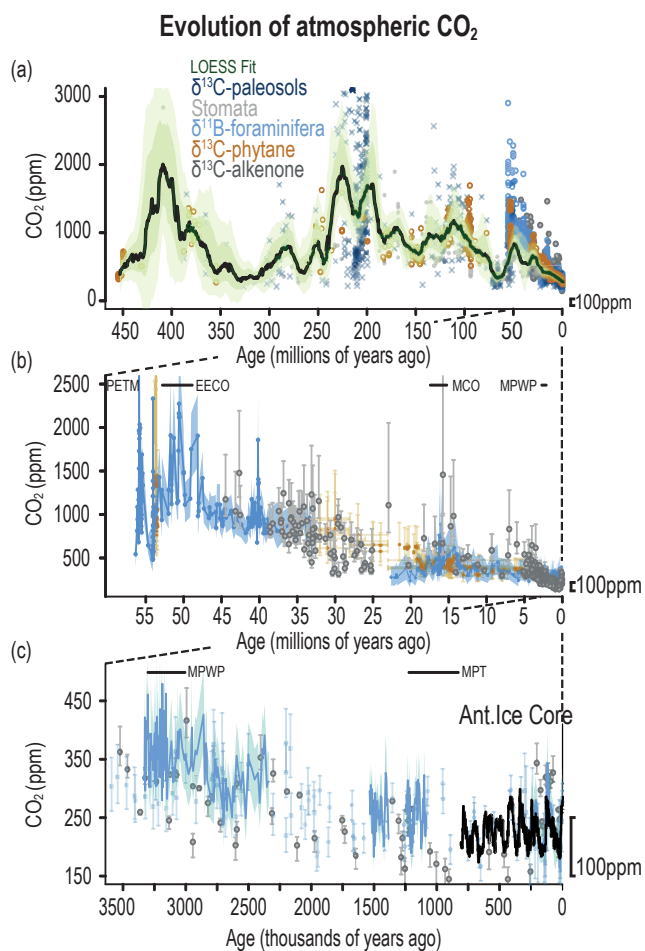 Evolution of atmospheric CO₂
(a)
LOESS Fit
δ¹³C-paleosols
Stomata
δ¹¹B-foraminifera
δ¹³C-phytane
δ¹³C-alkenone
3000
2000
1000
0
CO₂ (ppm)
100ppm
450 400 350 300 250 200 150 100 50 0
Age (millions of years ago)
(b)
PETM EECO MCO MPWP
2500
2000
1500
1000
500
CO₂ (ppm)
100ppm
55 50 45 40 35 30 25 20 15 10 5 0
Age (millions of years ago)
(c)
MPWP MPT
Ant.Ice Core
450
350
250
150
CO₂ (ppm)
100ppm
3500 3000 2500 2000 1500 1000 500 0
Age (thousands of years ago)